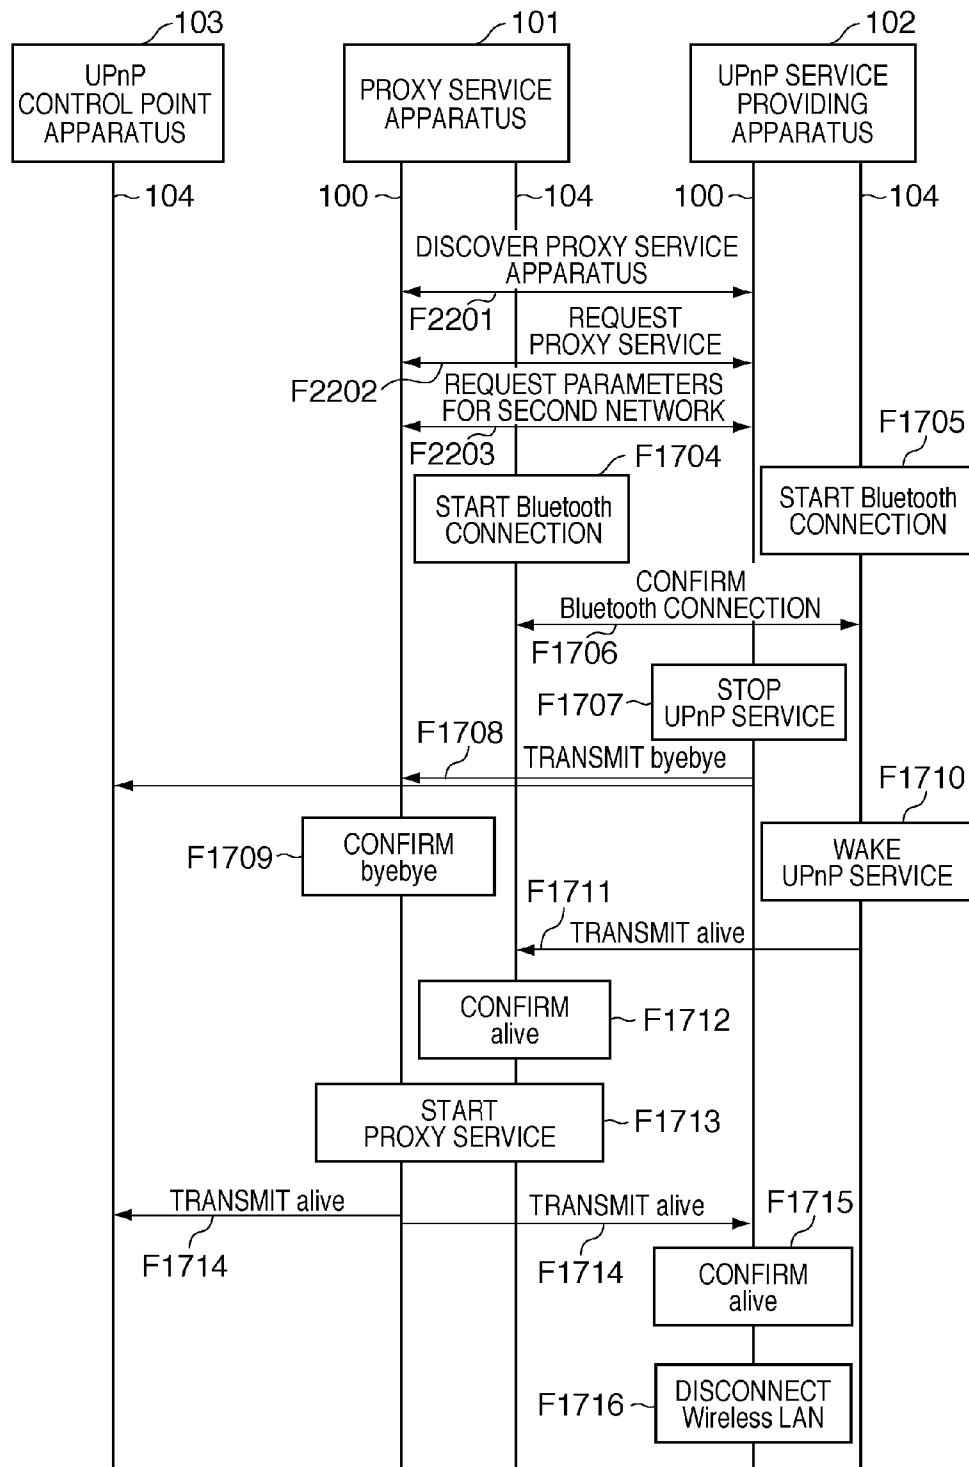 103
101
102
UPnP
CONTROL POINT
APPARATUS
PROXY SERVICE
APPARATUS
UPnP SERVICE
PROVIDING
APPARATUS
104
100
104
100
104
DISCOVER PROXY SERVICE
APPARATUS
F2201
REQUEST
PROXY SERVICE
F2202
REQUEST PARAMETERS
FOR SECOND NETWORK
F2203
F1704
F1705
START Bluetooth
CONNECTION
START Bluetooth
CONNECTION
CONFIRM
Bluetooth CONNECTION
F1706
F1707
STOP
UPnP SERVICE
F1708
TRANSMIT byebye
F1710
F1709
CONFIRM
byebye
WAKE
UPnP SERVICE
F1711
TRANSMIT alive
CONFIRM
alive
F1712
START
PROXY SERVICE
F1713
TRANSMIT alive
F1714
TRANSMIT alive
F1714
F1715
CONFIRM
alive
F1716
DISCONNECT
Wireless LAN